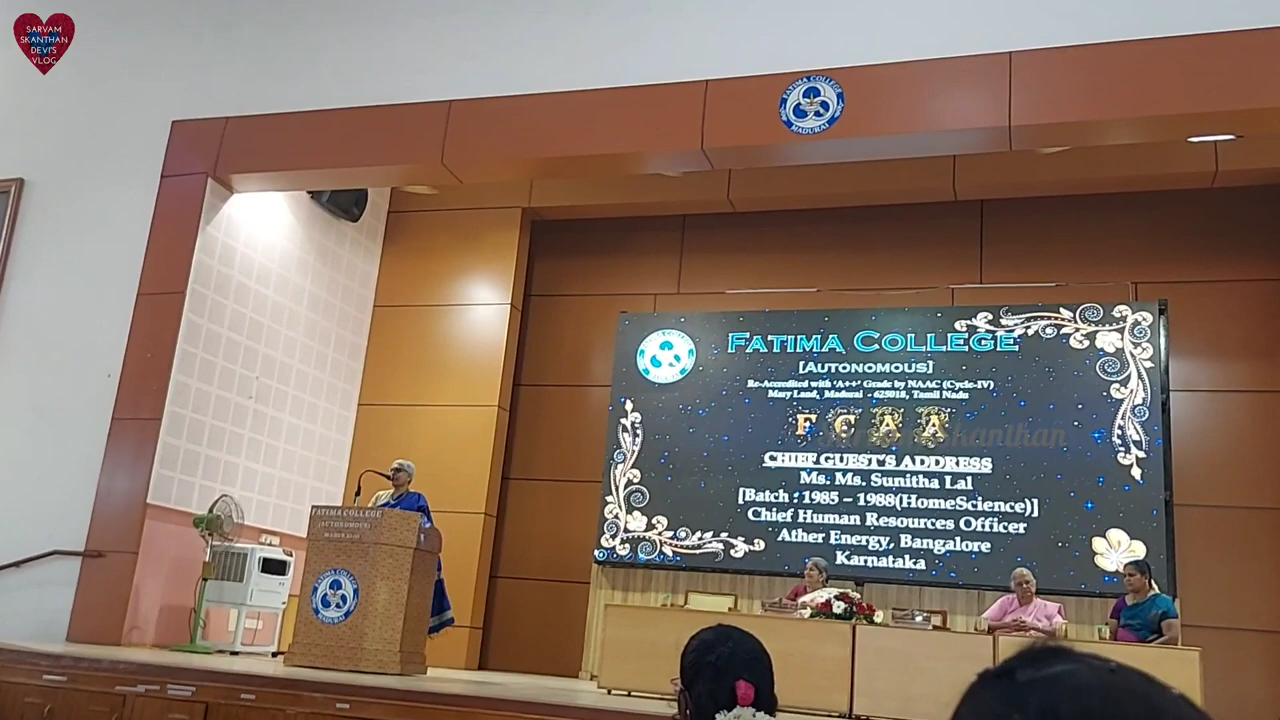 SARVAM
SKANTHAN
DEVI'S
VLOG
FATIMA COLLEGE
MADURAI
FATIMA COLLEGE
[AUTONOMOUS]
Re-Accredited with 'A++' Grade by NAAC (Cycle-IV)
Mary Land, Madurai - 625018, Tamil Nadu
F C A A
CHIEF GUEST'S ADDRESS
Ms. Ms. Sunitha Lal
[Batch : 1985 – 1988(HomeScience)]
Chief Human Resources Officer
Ather Energy, Bangalore
Karnataka
FATIMA COLLEGE
(AUTONOMOUS)
FATIMA COLLEGE
MADURAI